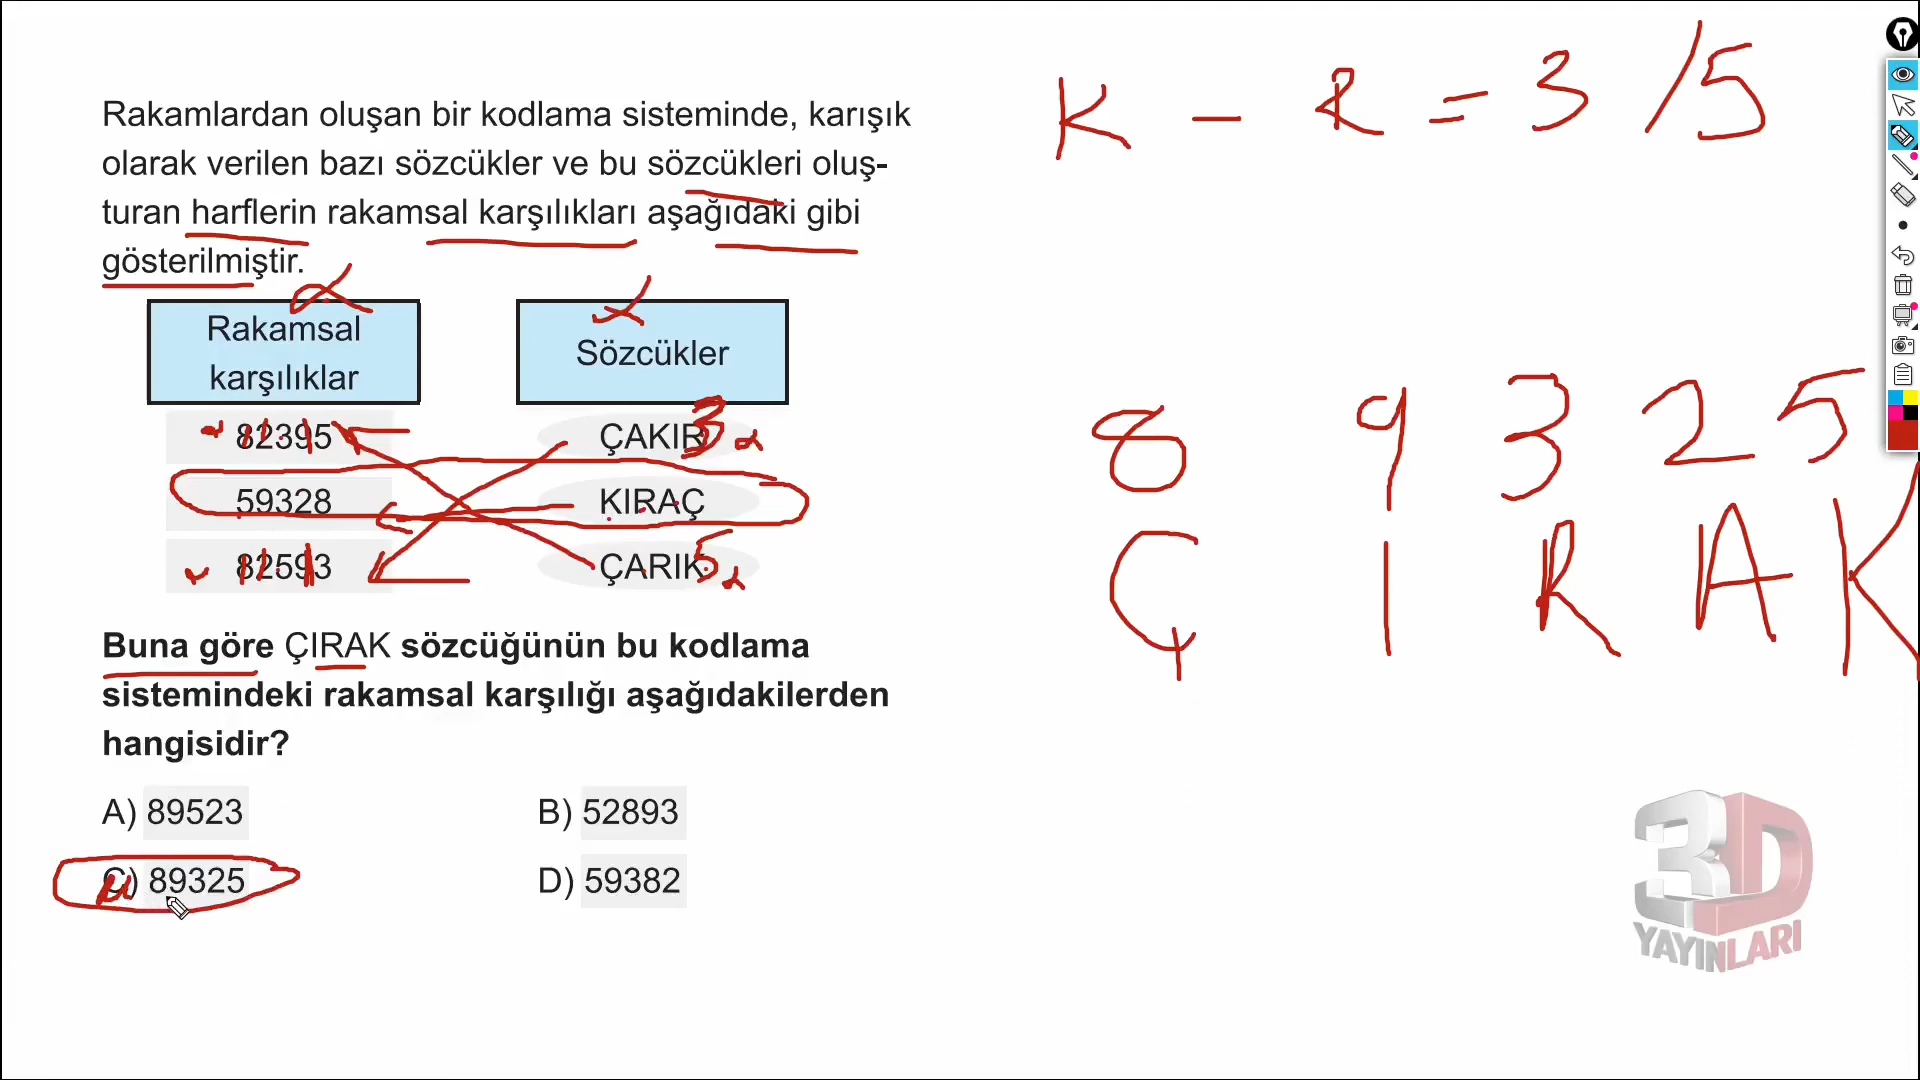 Rakamlardan oluşan bir kodlama sisteminde, karışık
olarak verilen bazı sözcükler ve bu sözcükleri oluş-
turan harflerin rakamsal karşılıkları aşağıdaki gibi
gösterilmiştir.
Rakamsal
karşılıklar
Sözcükler
82395
ÇAKIR 3
59328
KIRAÇ
82593
ÇARIK 5
Buna göre ÇIRAK sözcüğünün bu kodlama
sistemindeki rakamsal karşılığı aşağıdakilerden
hangisidir?
A) 89523
B) 52893
C) 89325
D) 59382
K - R = 3 / 5
8 9 3 2 5
Ç I R A K
3D
YAYINLARI